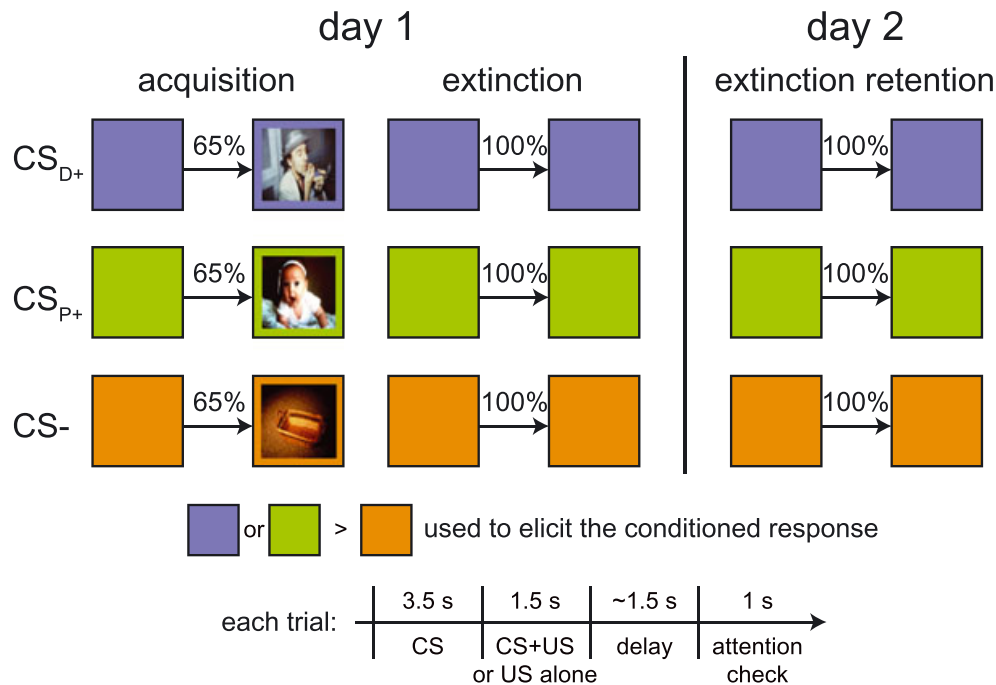 day 1
day 2
acquisition
extinction
extinction retention
CSD+
65%
100%
100%
CSP+
65%
100%
100%
CS-
65%
100%
100%
or > used to elicit the conditioned response
each trial:
3.5 s
1.5 s
~1.5 s
1 s
CS
CS+US
or US alone
delay
attention
check